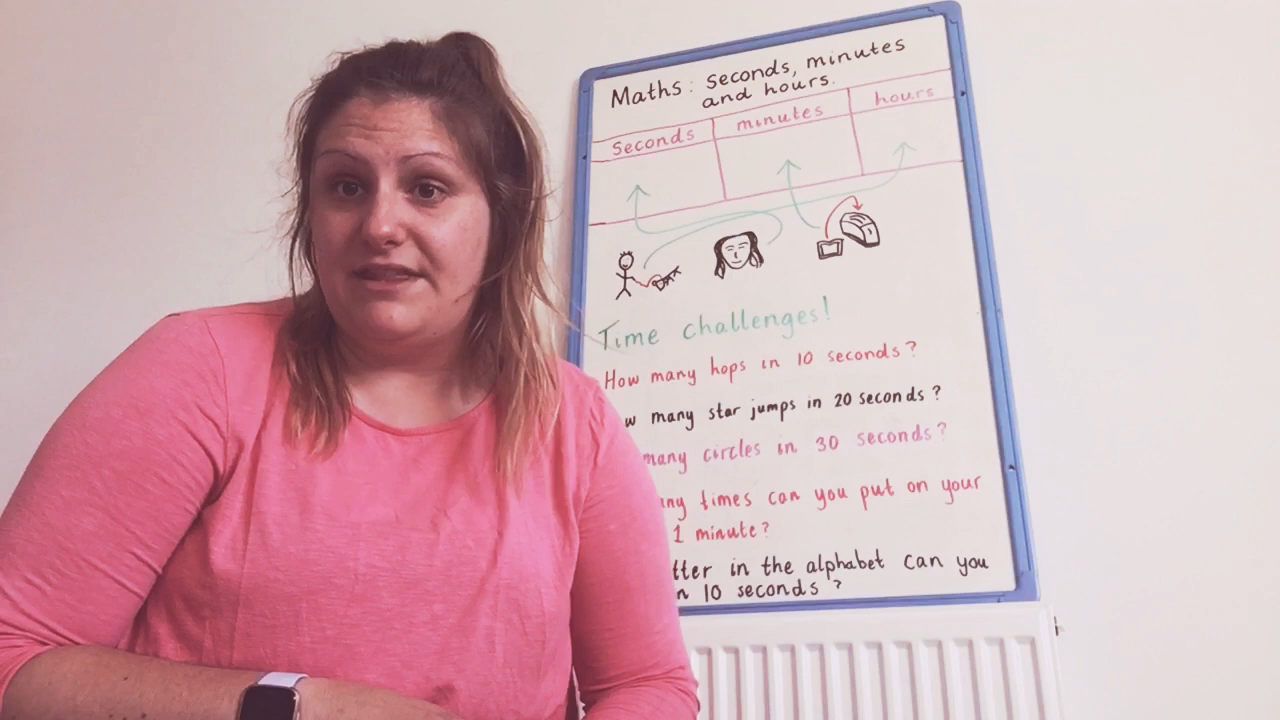 Maths: Seconds, minutes
and hours.
seconds minutes hours
Time challenges!
How many hops in 10 seconds?
many star jumps in 20 seconds?
many circles in 30 seconds?
times can you put on your
1 minute?
in the alphabet can you
10 seconds?